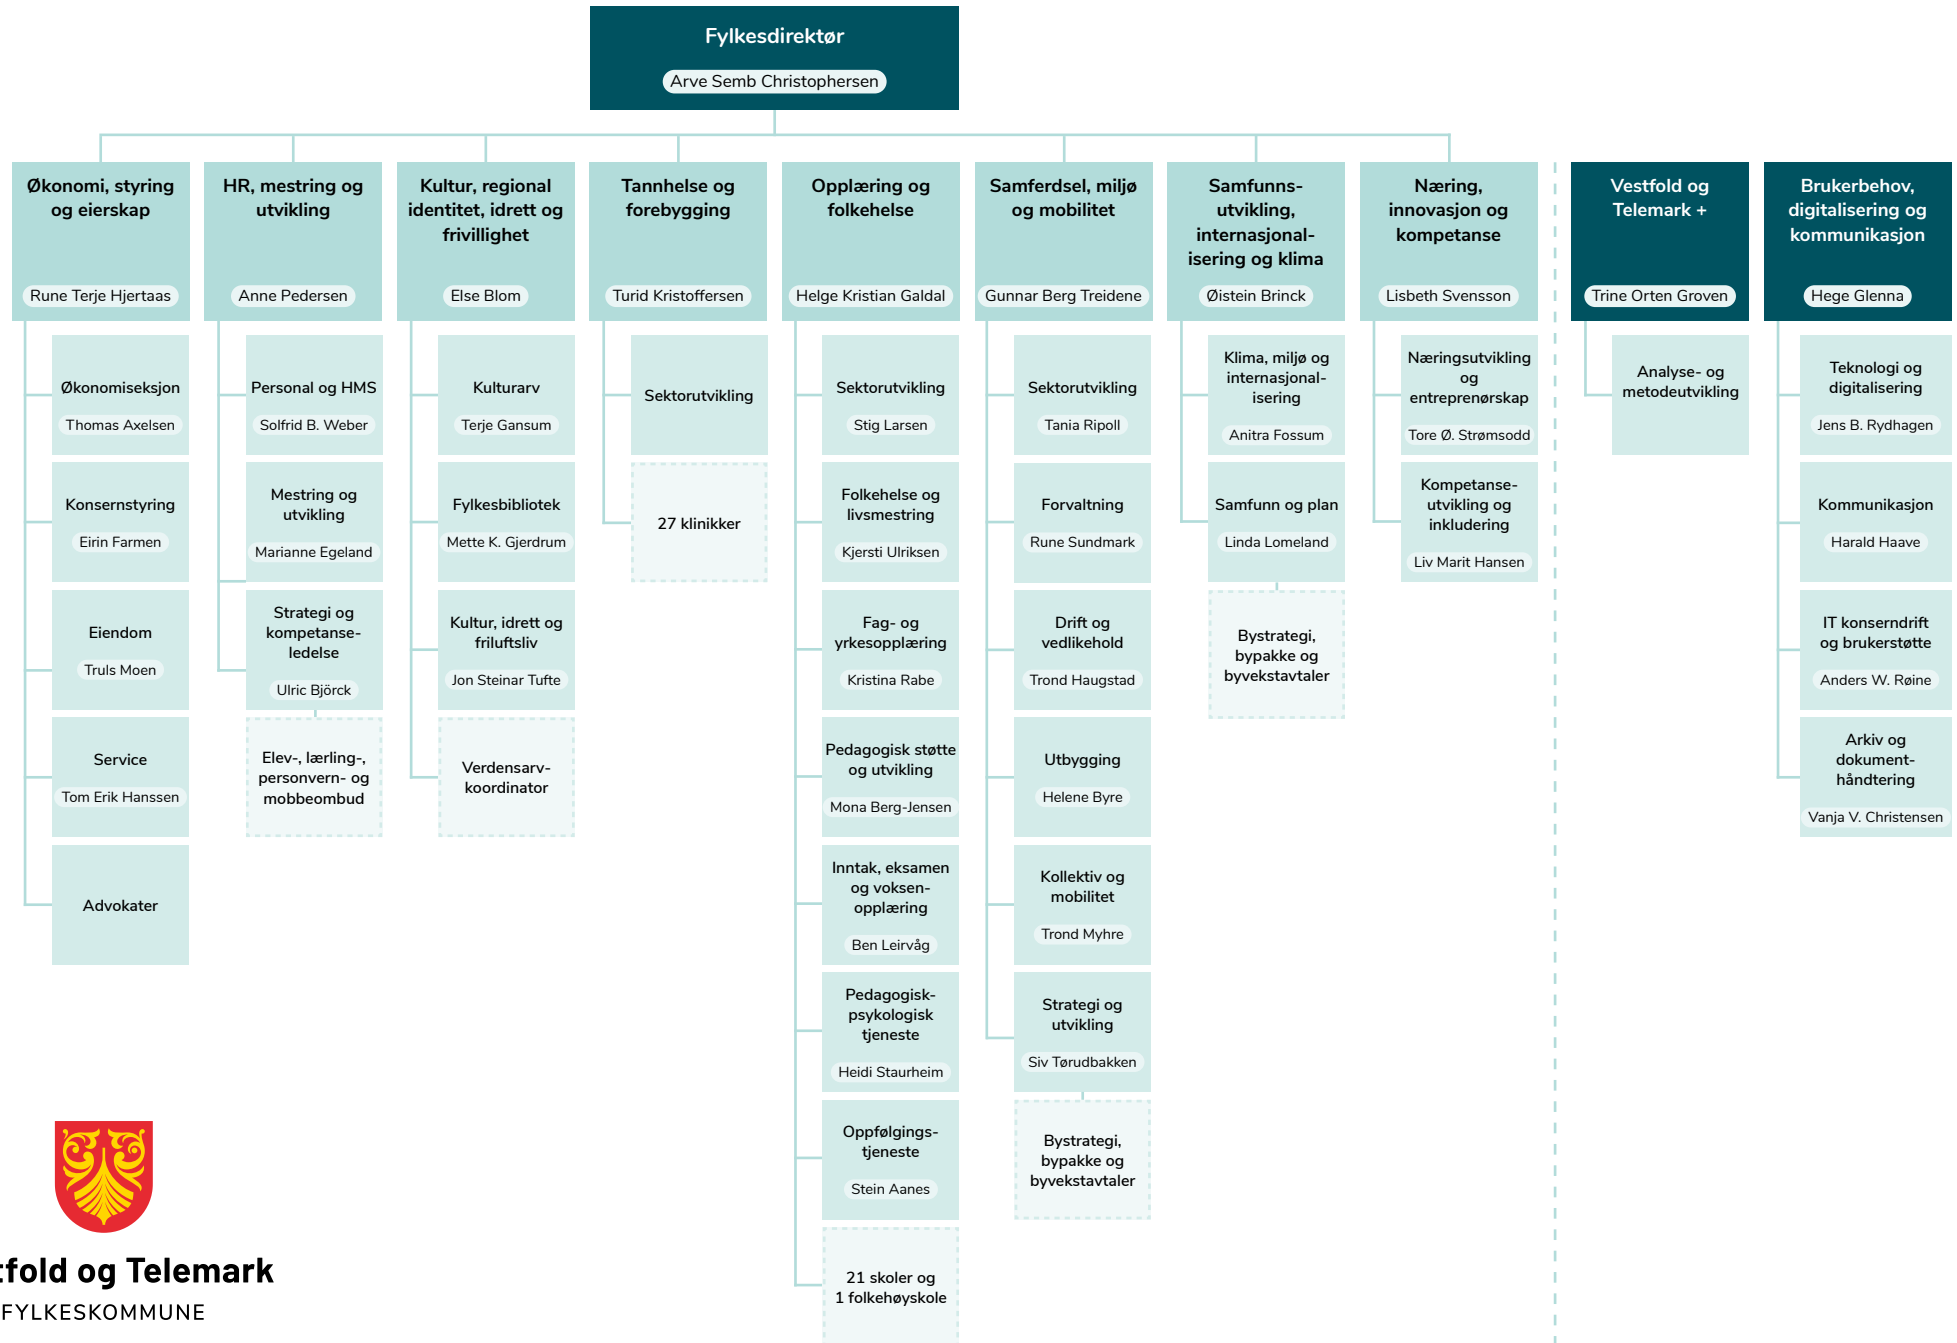 Fylkesdirektør
Arve Semb Christophersen
Økonomi, styring
og eierskap
Rune Terje Hjertaas
Økonomiseksjon
Thomas Axelsen
Konsernstyring
Eirin Farmen
Eiendom
Truls Moen
Service
Tom Erik Hanssen
Advokater
HR, mestring og
utvikling
Anne Pedersen
Personal og HMS
Solfrid B. Weber
Mestring og
utvikling
Marianne Egeland
Strategi og
kompetanse-
ledelse
Ulric Björck
Elev-, lærling-,
personvern- og
mobbeombud
Kultur, regional
identitet, idrett og
frivillighet
Else Blom
Kulturarv
Terje Gansum
Fylkesbibliotek
Mette K. Gjerdrum
Kultur, idrett og
friluftsliv
Jon Steinar Tufte
Verdensarv-
koordinator
Tannhelse og
forebygging
Turid Kristoffersen
Sektorutvikling
27 klinikker
Opplæring og
folkehelse
Helge Kristian Galdal
Sektorutvikling
Stig Larsen
Folkehelse og
livsmestring
Kjersti Ulriksen
Fag- og
yrkesopplæring
Kristina Rabe
Pedagogisk støtte
og utvikling
Mona Berg-Jensen
Inntak, eksamen
og voksen-
opplæring
Ben Leirvåg
Pedagogisk-
psykologisk
tjeneste
Heidi Staurheim
Oppfølgings-
tjeneste
Stein Aanes
21 skoler og
1 folkehøyskole
Samferdsel, miljø
og mobilitet
Gunnar Berg Treidene
Sektorutvikling
Tania Ripoll
Forvaltning
Rune Sundmark
Drift og
vedlikehold
Trond Haugstad
Utbygging
Helene Byre
Kollektiv og
mobilitet
Trond Myhre
Strategi og
utvikling
Siv Tørudbakken
Bystrategi,
bypakke og
byvekstavtaler
Samfunns-
utvikling,
internasjonal-
isering og klima
Øistein Brinck
Klima, miljø og
internasjonal-
isering
Anitra Fossum
Samfunn og plan
Linda Lomeland
Bystrategi,
bypakke og
byvekstavtaler
Næring,
innovasjon og
kompetanse
Lisbeth Svensson
Næringsutvikling
og
entreprenørskap
Tore Ø. Strømsodd
Kompetanse-
utvikling og
inkludering
Liv Marit Hansen
Vestfold og
Telemark +
Trine Orten Groven
Analyse- og
metodeutvikling
Brukerbehov,
digitalisering og
kommunikasjon
Hege Glenna
Teknologi og
digitalisering
Jens B. Rydhagen
Kommunikasjon
Harald Haave
IT konserndrift
og brukerstøtte
Anders W. Røine
Arkiv og
dokument-
håndtering
Vanja V. Christensen
tfold og Telemark
FYLKESKOMMUNE